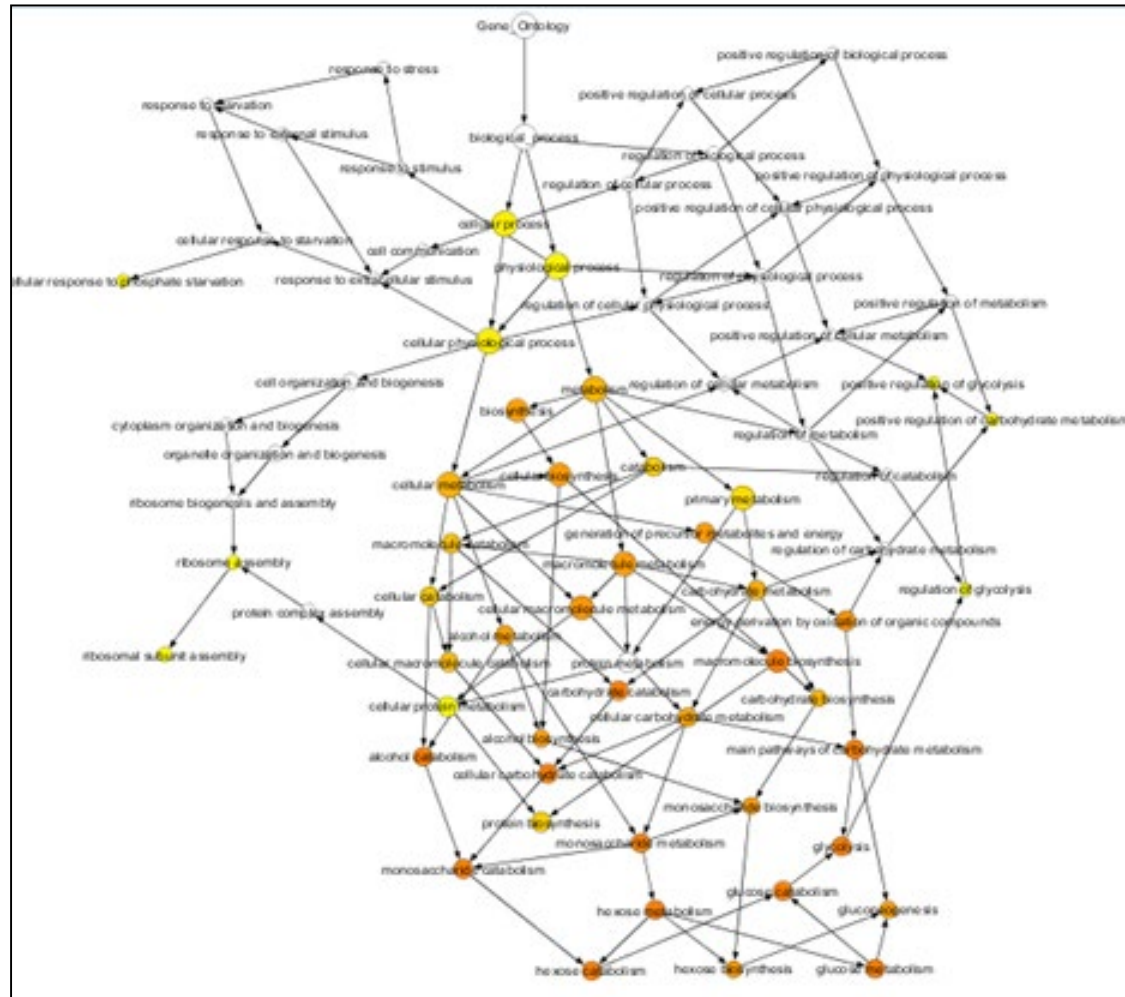 Gene_Ontology
positive regulation of biological process
response to stress
positive regulation of cellular process
response to starvation
response to external stimulus
biological_process
regulation of biological process
response to stimulus
positive regulation of physiological process
regulation of cellular process
positive regulation of cellular physiological process
cellular process
cellular response to starvation
cell communication
physiological process
regulation of physiological process
ellular response to phosphate starvation
response to extracellular stimulus
regulation of cellular physiological process
positive regulation of metabolism
positive regulation of cellular metabolism
cellular physiological process
cell organization and biogenesis
metabolism
regulation of cellular metabolism
positive regulation of glycolysis
biosynthesis
positive regulation of carbohydrate metabolism
cytoplasm organization and biogenesis
regulation of metabolism
organelle organization and biogenesis
catabolism
cellular biosynthesis
regulation of catabolism
cellular metabolism
primary metabolism
ribosome biogenesis and assembly
generation of precursor metabolites and energy
macromolecule catabolism
regulation of carbohydrate metabolism
ribosome assembly
macromolecule metabolism
carbohydrate metabolism
regulation of glycolysis
cellular catabolism
protein complex assembly
cellular macromolecule metabolism
energy derivation by oxidation of organic compounds
alcohol metabolism
ribosomal subunit assembly
cellular macromolecule catabolism
protein metabolism
macromolecule biosynthesis
carbohydrate catabolism
carbohydrate biosynthesis
cellular protein metabolism
cellular carbohydrate metabolism
alcohol biosynthesis
main pathways of carbohydrate metabolism
alcohol catabolism
cellular carbohydrate catabolism
monosaccharide biosynthesis
protein biosynthesis
monosaccharide metabolism
glycolysis
monosaccharide catabolism
glucose catabolism
hexose metabolism
gluconeogenesis
hexose catabolism
hexose biosynthesis
glucose metabolism